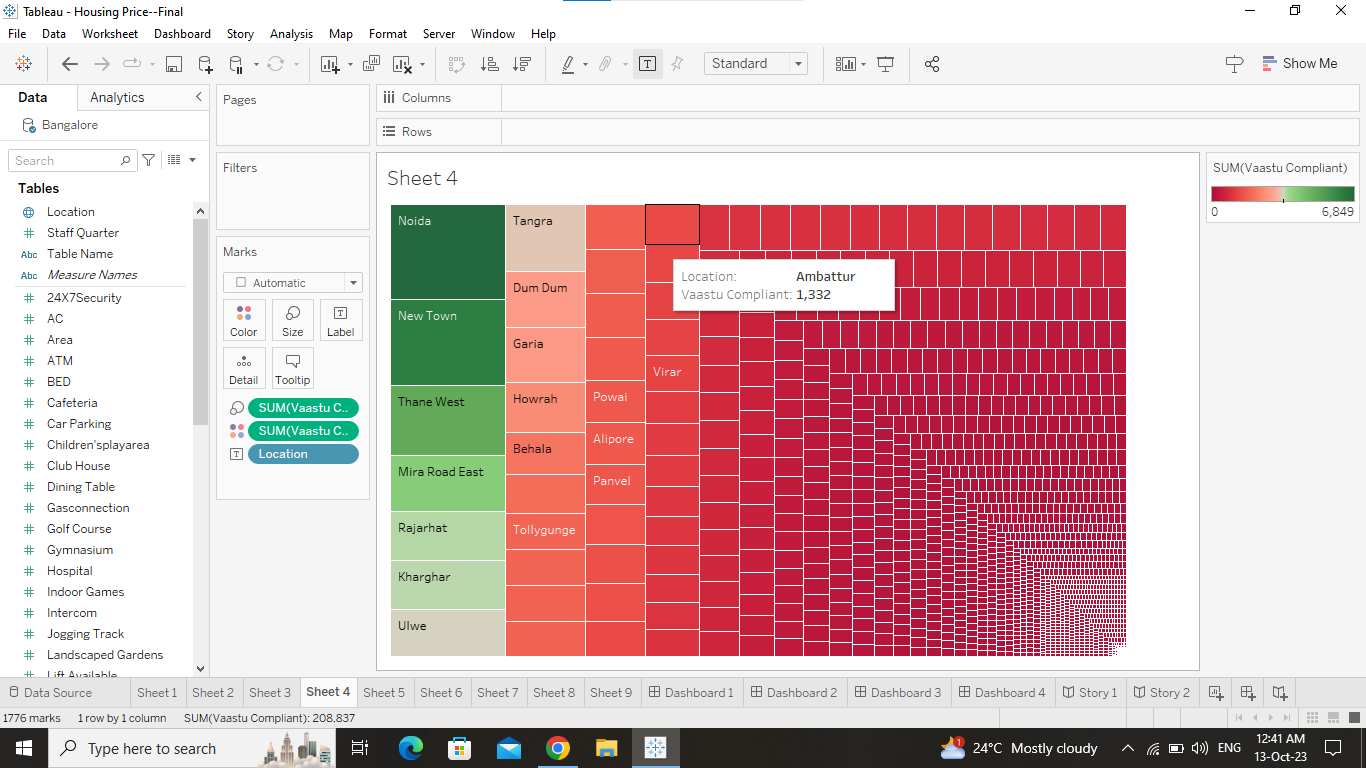 Tableau - Housing Price--Final
File Data Worksheet Dashboard Story Analysis Map Format Server Window Help
Standard
Show Me
Data Analytics
Bangalore
Search
Tables
Location
Staff Quarter
Abc Table Name
Abc Measure Names
24X7Security
AC
Area
ATM
BED
Cafeteria
Car Parking
Children'splayarea
Club House
Dining Table
Gasconnection
Golf Course
Gymnasium
Hospital
Indoor Games
Intercom
Jogging Track
Landscaped Gardens
Lift Available
Pages
Filters
Marks
Automatic
Color Size Label
Detail Tooltip
SUM(Vaastu C..
SUM(Vaastu C..
Location
Columns
Rows
Sheet 4
Noida
New Town
Thane West
Mira Road East
Rajarhat
Kharghar
Ulwe
Tangra
Dum Dum
Garia
Howrah
Behala
Tollygunge
Powai
Alipore
Panvel
Virar
Location: Ambattur
Vaastu Compliant: 1,332
SUM(Vaastu Compliant)
0 6,849
Data Source Sheet 1 Sheet 2 Sheet 3 Sheet 4 Sheet 5 Sheet 6 Sheet 7 Sheet 8 Sheet 9 Dashboard 1 Dashboard 2 Dashboard 3 Dashboard 4 Story 1 Story 2
1776 marks 1 row by 1 column SUM(Vaastu Compliant): 208,837
Type here to search
1
24°C Mostly cloudy
ENG
12:41 AM
13-Oct-23